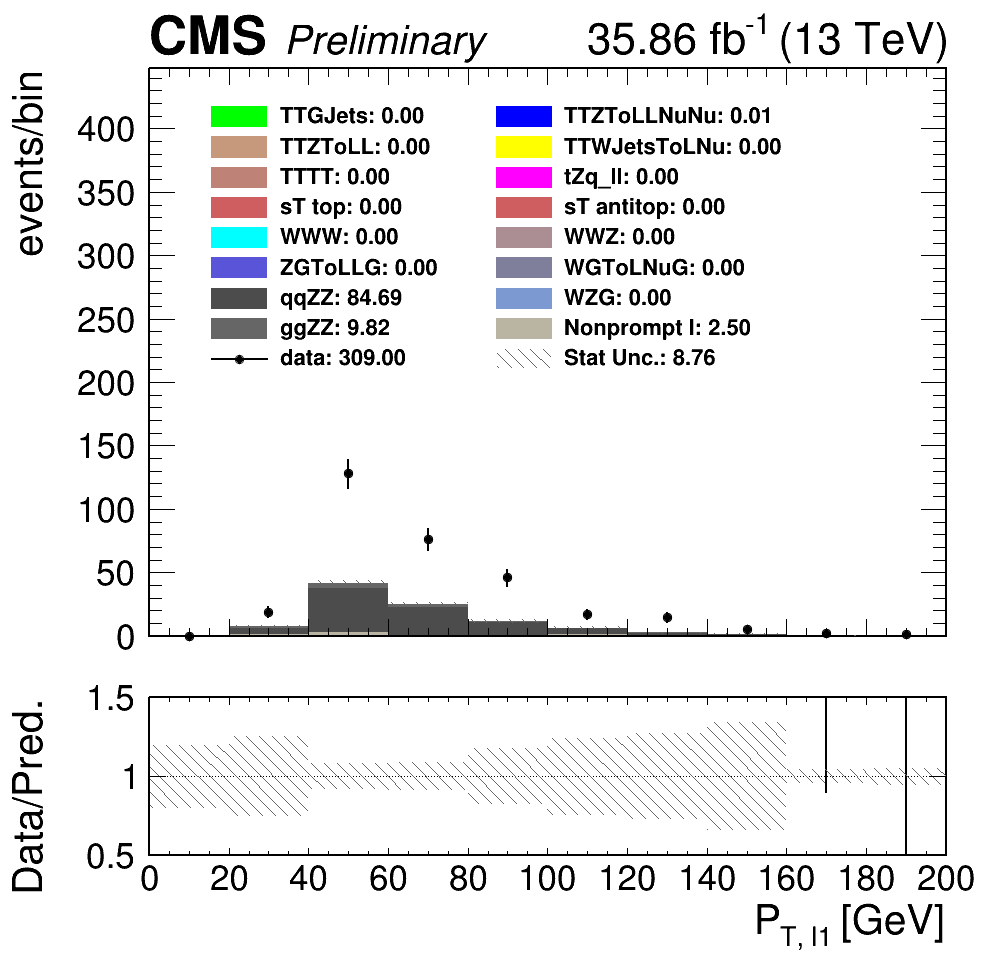 CMS Preliminary 35.86 fb-1 (13 TeV)
events/bin
400
350
300
250
200
150
100
50
0
TTGJets: 0.00 TTZToLLNuNu: 0.01
TTZToLL: 0.00 TTWJetsToLNu: 0.00
TTTT: 0.00 tZq_ll: 0.00
sT top: 0.00 sT antitop: 0.00
WWW: 0.00 WWZ: 0.00
ZGToLLG: 0.00 WGToLNuG: 0.00
qqZZ: 84.69 WZG: 0.00
ggZZ: 9.82 Nonprompt l: 2.50
data: 309.00 Stat Unc.: 8.76
Data/Pred.
1.5
1
0.5
0 20 40 60 80 100 120 140 160 180 200
PT, l1 [GeV]